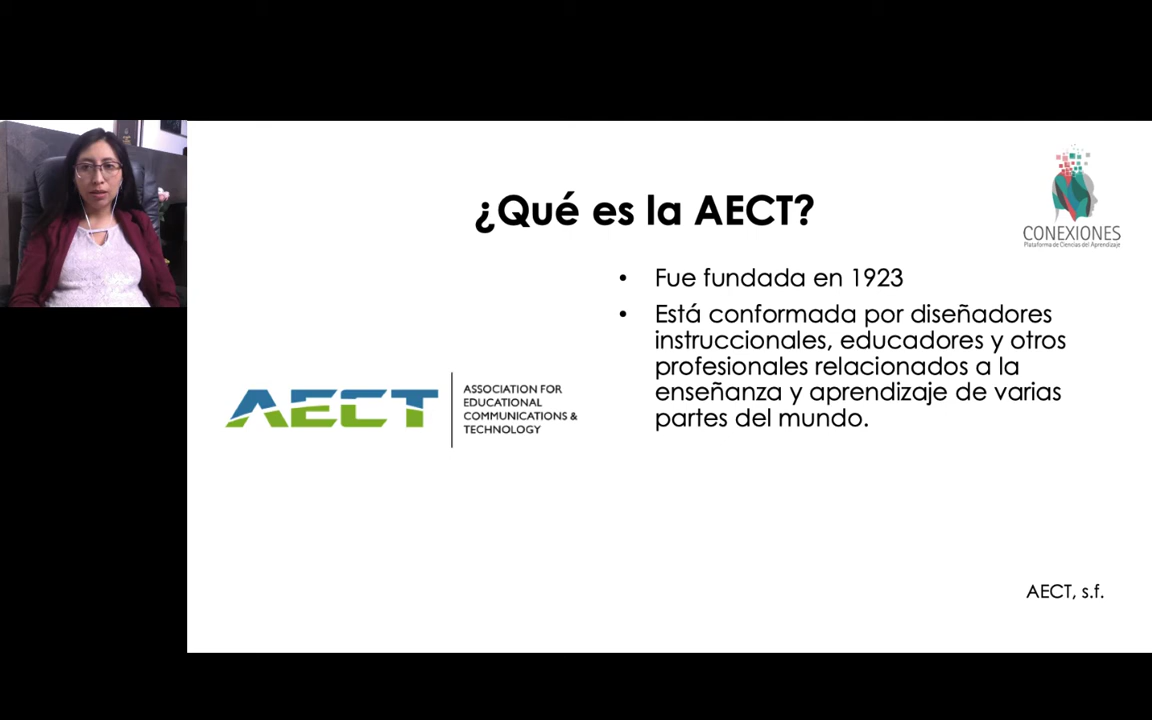 ¿Qué es la AECT?
CONEXIONES
Plataforma de Ciencias del Aprendizaje
• Fue fundada en 1923
• Está conformada por diseñadores
instruccionales, educadores y otros
profesionales relacionados a la
enseñanza y aprendizaje de varias
partes del mundo.
AECT
ASSOCIATION FOR
EDUCATIONAL
COMMUNICATIONS &
TECHNOLOGY
AECT, s.f.